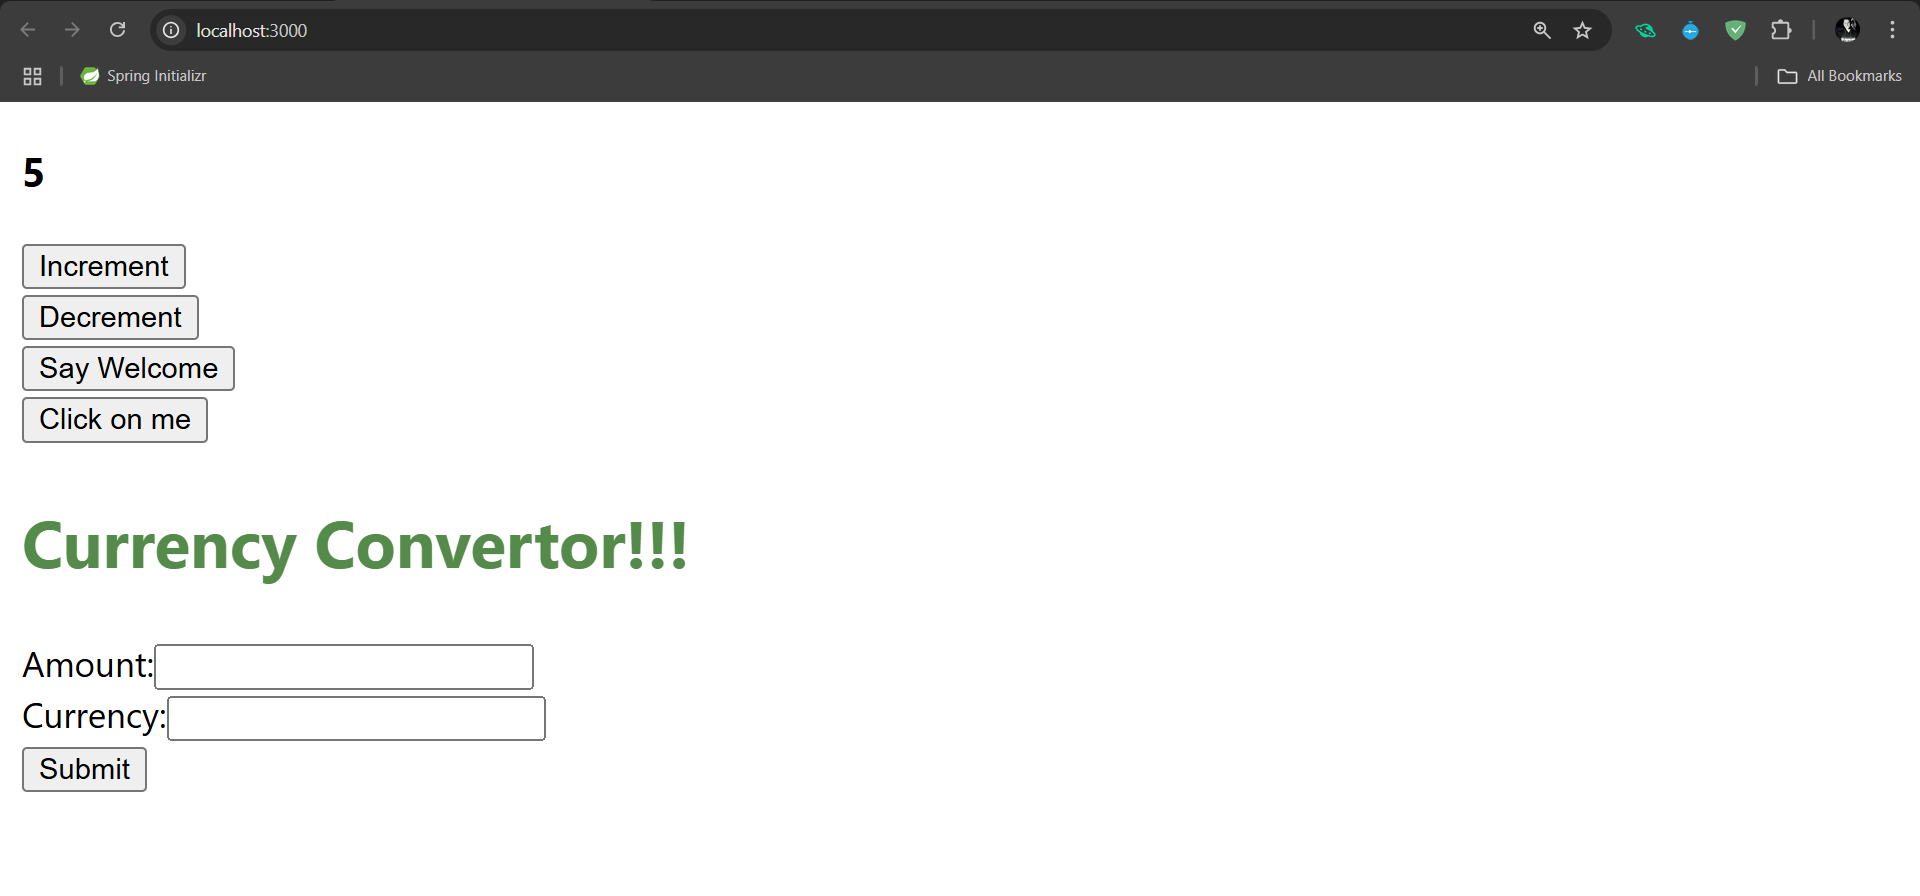 localhost:3000
Spring Initializr All Bookmarks
5
Increment
Decrement
Say Welcome
Click on me
Currency Convertor!!!
Amount:
Currency:
Submit